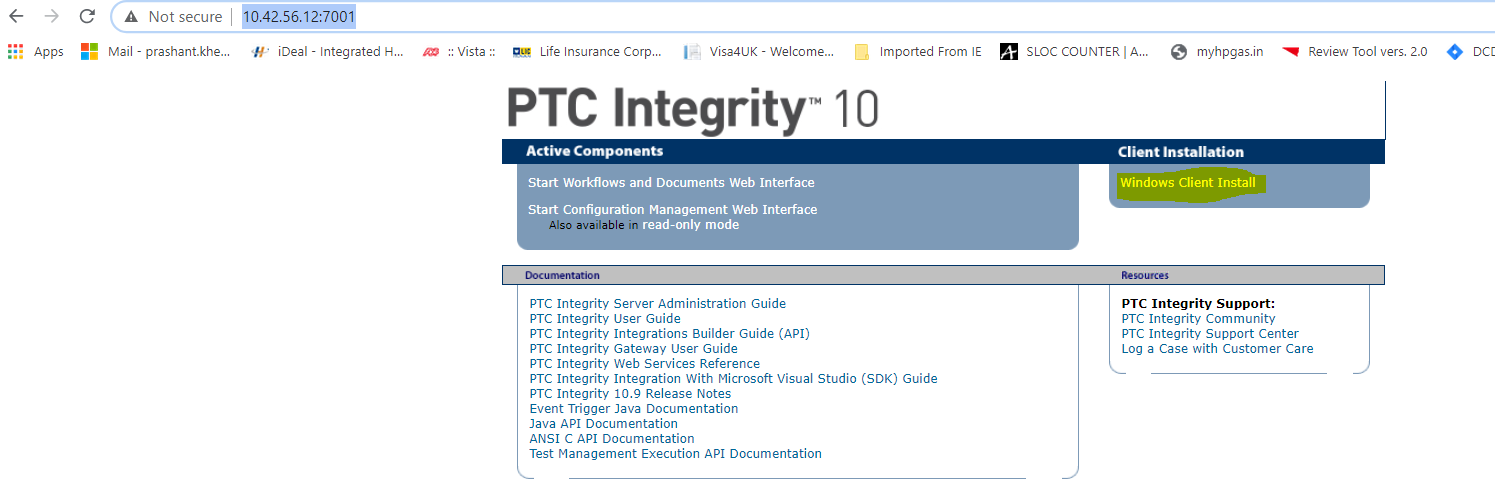 Not secure 10.42.56.12:7001
Apps Mail - prashant.khe... iDeal - Integrated H... :: Vista :: LIC Life Insurance Corp... Visa4UK - Welcome... Imported From IE SLOC COUNTER | A... myhpgas.in Review Tool vers. 2.0 DCD
PTC Integrity™ 10
Active Components
Client Installation
Start Workflows and Documents Web Interface
Windows Client Install
Start Configuration Management Web Interface
Also available in read-only mode
Documentation
Resources
PTC Integrity Server Administration Guide
PTC Integrity User Guide
PTC Integrity Integrations Builder Guide (API)
PTC Integrity Gateway User Guide
PTC Integrity Web Services Reference
PTC Integrity Integration With Microsoft Visual Studio (SDK) Guide
PTC Integrity 10.9 Release Notes
Event Trigger Java Documentation
Java API Documentation
ANSI C API Documentation
Test Management Execution API Documentation
PTC Integrity Support:
PTC Integrity Community
PTC Integrity Support Center
Log a Case with Customer Care